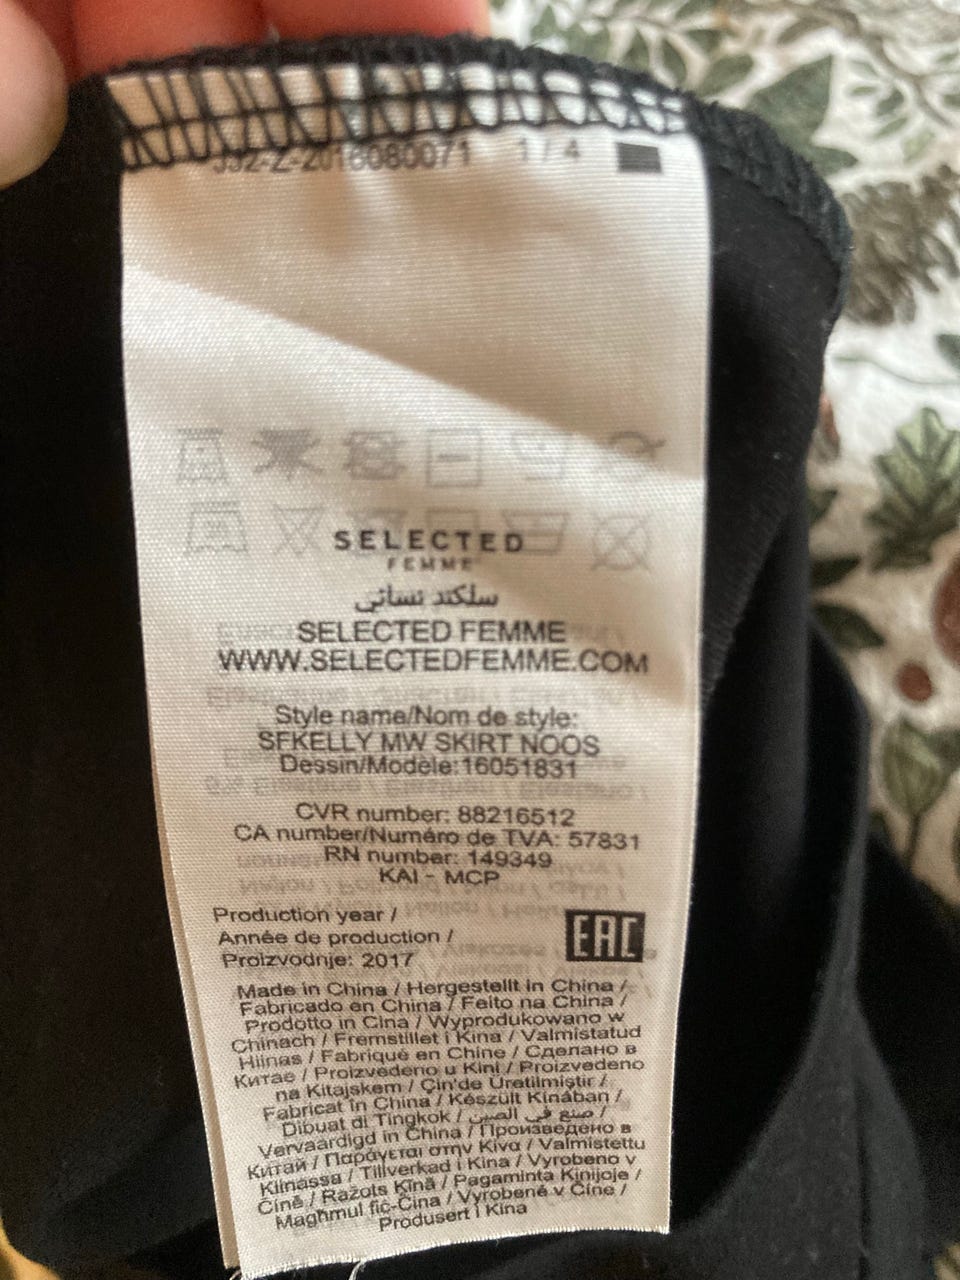 2016080071 1 / 4
SELECTED
FEMME
سلكتد نسائي
SELECTED FEMME
WWW.SELECTEDFEMME.COM
Style name/Nom de style:
SFKELLY MW SKIRT NOOS
Dessin/Modèle:16051831
CVR number: 88216512
CA number/Numéro de TVA: 57831
RN number: 149349
KAI - MCP
Production year /
Année de production /
Proizvodnje: 2017
EAC
Made in China / Hergestellt in China /
Fabricado en China / Feito na China /
Prodotto in Cina / Wyprodukowano w
Chinach / Fremstillet i Kina / Valmistatud
Hiinas / Fabriqué en Chine / Сделано в
Китае / Proizvedeno u Kini / Proizvedeno
na Kitajskem / Çin'de Üretilmiştir /
Fabricat în China / Készült Kínában /
Dibuat di Tingkok / صنع في الصين /
Vervaardigd in China / Произведено в
Китай / Παράγεται στην Κίνα / Valmistettu
Kiinassa / Tillverkad i Kina / Vyrobeno v
Číně / Ražots Ķīnā / Pagaminta Kinijoje /
Magħmul fiċ-Ċina / Vyrobené v Číne /
Produsert i Kina